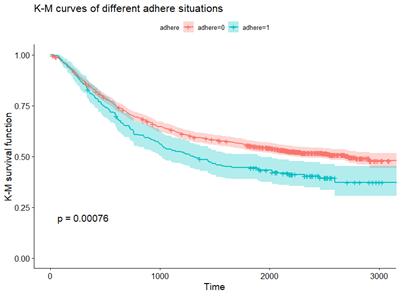 K-M curves of different adhere situations
adhere adhere=0 adhere=1
K-M survival function
1.00
0.75
0.50
0.25
0.00
p = 0.00076
0 1000 2000 3000
Time